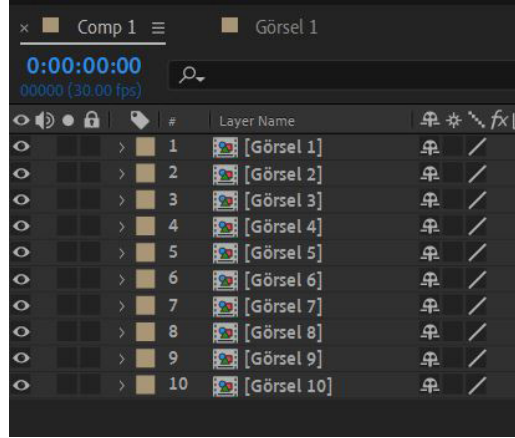 × Comp 1 ≡ Görsel 1
0:00:00:00
00000 (30.00 fps)
# Layer Name fx
1 [Görsel 1]
2 [Görsel 2]
3 [Görsel 3]
4 [Görsel 4]
5 [Görsel 5]
6 [Görsel 6]
7 [Görsel 7]
8 [Görsel 8]
9 [Görsel 9]
10 [Görsel 10]